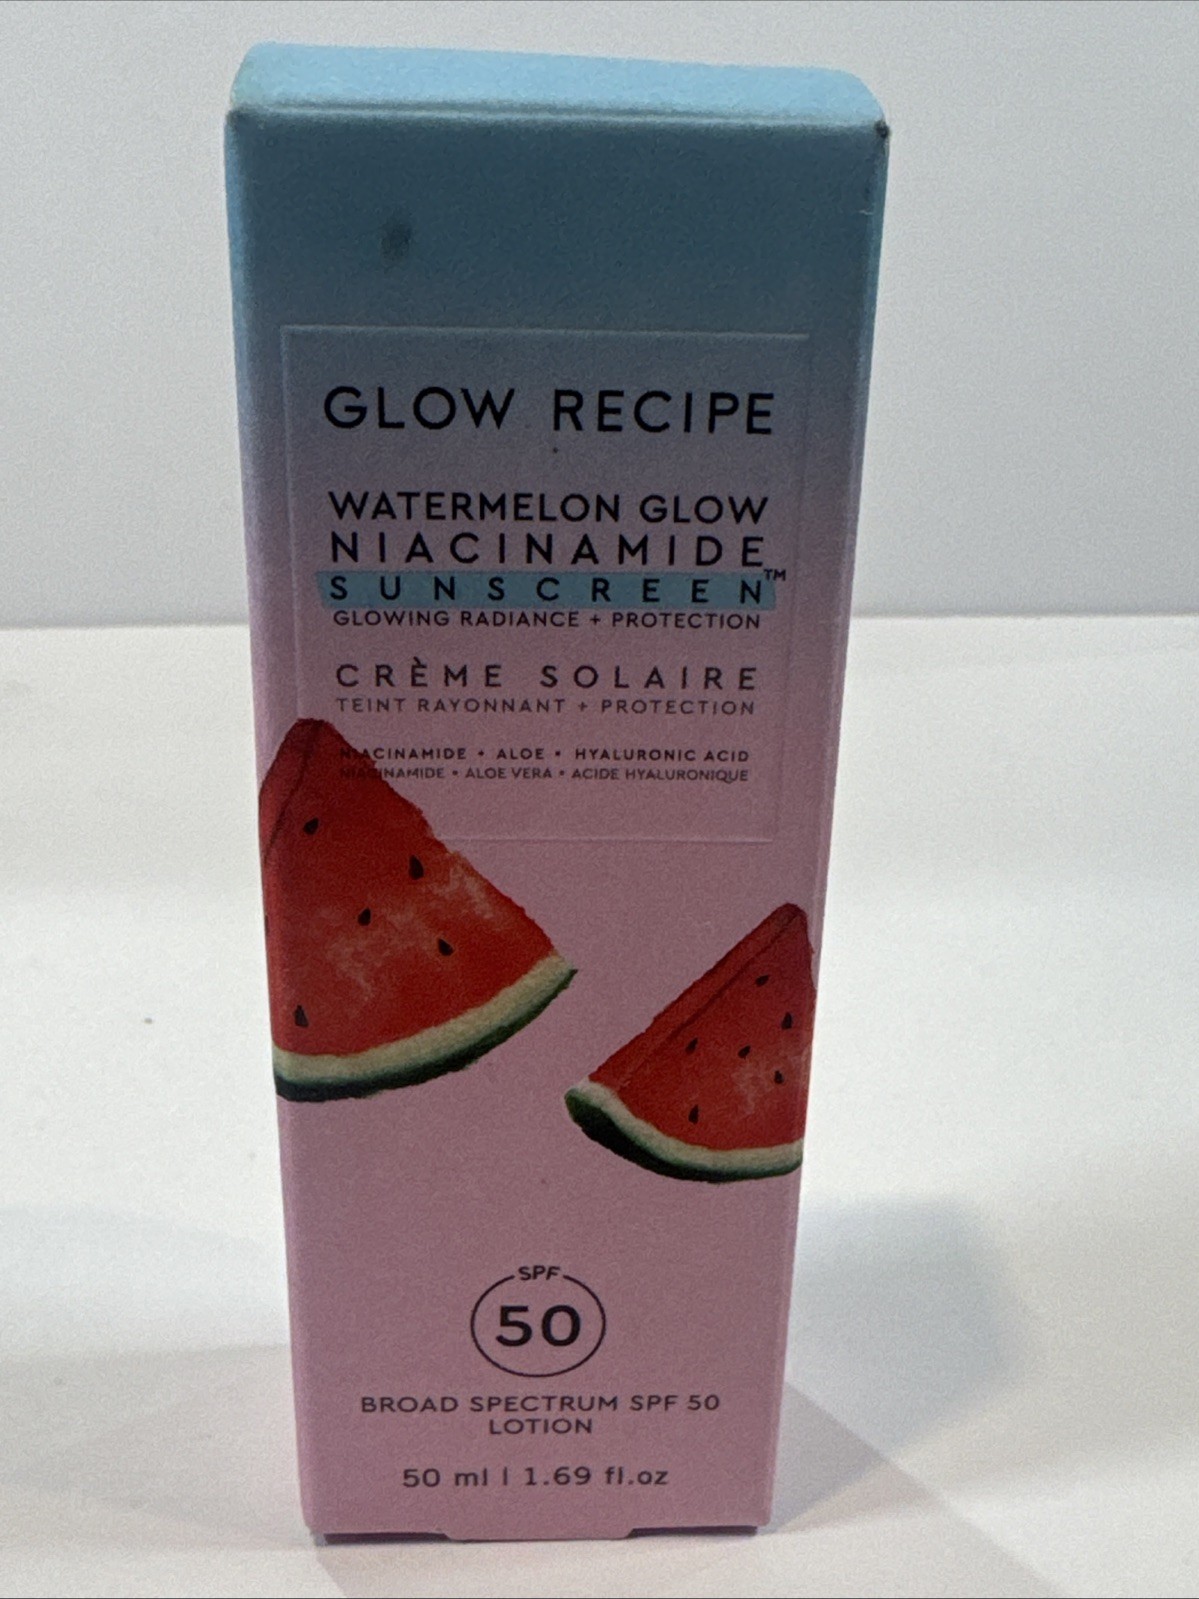 GLOW RECIPE
WATERMELON GLOW
NIACINAMIDE
SUNSCREEN™
GLOWING RADIANCE + PROTECTION
CRÈME SOLAIRE
TEINT RAYONNANT + PROTECTION
NIACINAMIDE • ALOE • HYALURONIC ACID
NIACINAMIDE • ALOE VERA • ACIDE HYALURONIQUE
SPF
50
BROAD SPECTRUM SPF 50
LOTION
50 ml | 1.69 fl.oz